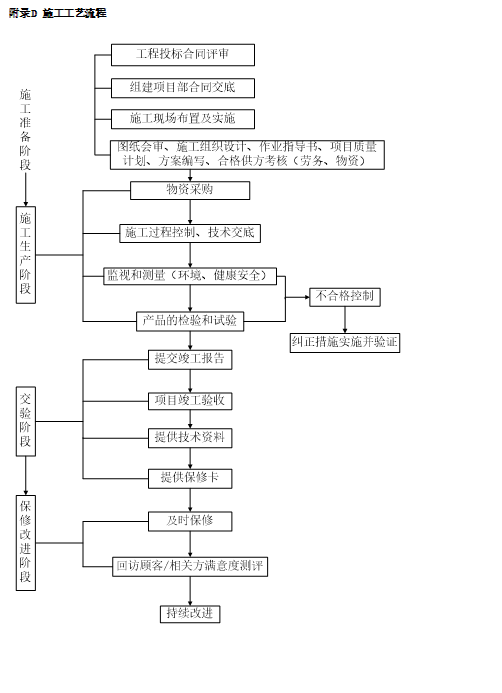 附录D 施工工艺流程
工程投标合同评审
组建项目部合同交底
施工现场布置及实施
图纸会审、施工组织设计、作业指导书、项目质量
计划、方案编写、合格供方考核（劳务、物资）
施工准备阶段
物资采购
施工过程控制、技术交底
监视和测量（环境、健康安全）
产品的检验和试验
施工生产阶段
不合格控制
纠正措施实施并验证
提交竣工报告
项目竣工验收
提供技术资料
提供保修卡
交验阶段
及时保修
回访顾客/相关方满意度测评
保修改进阶段
持续改进